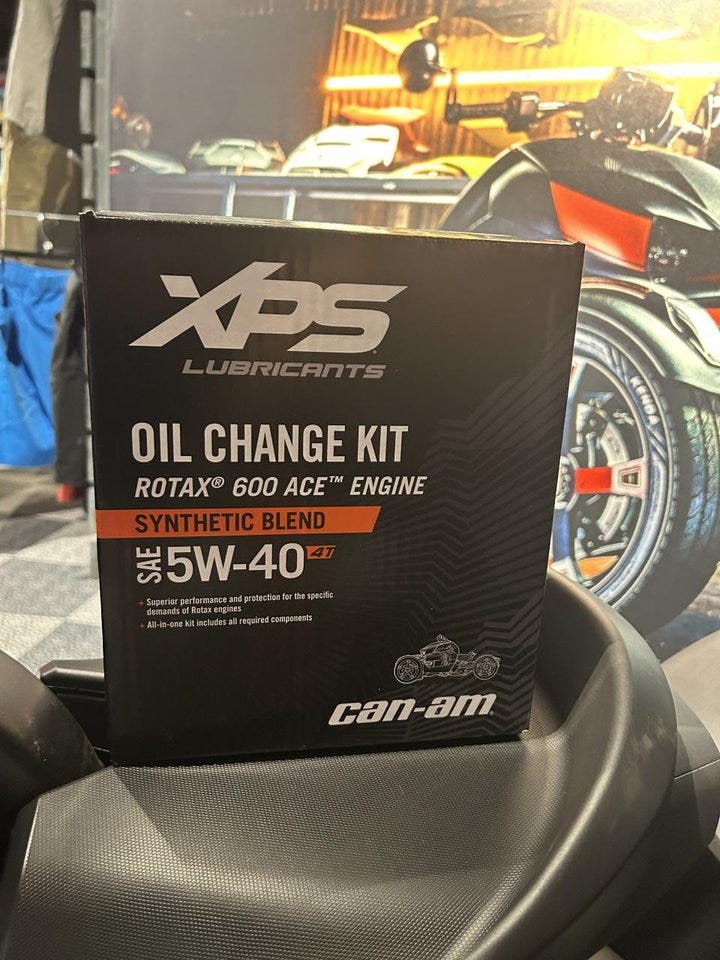 XPS
LUBRICANTS
OIL CHANGE KIT
ROTAX® 600 ACE™ ENGINE
SYNTHETIC BLEND
SAE 5W-40 4T
+ Superior performance and protection for the specific
demands of Rotax engines
+ All-in-one kit includes all required components
can-am
KENDA